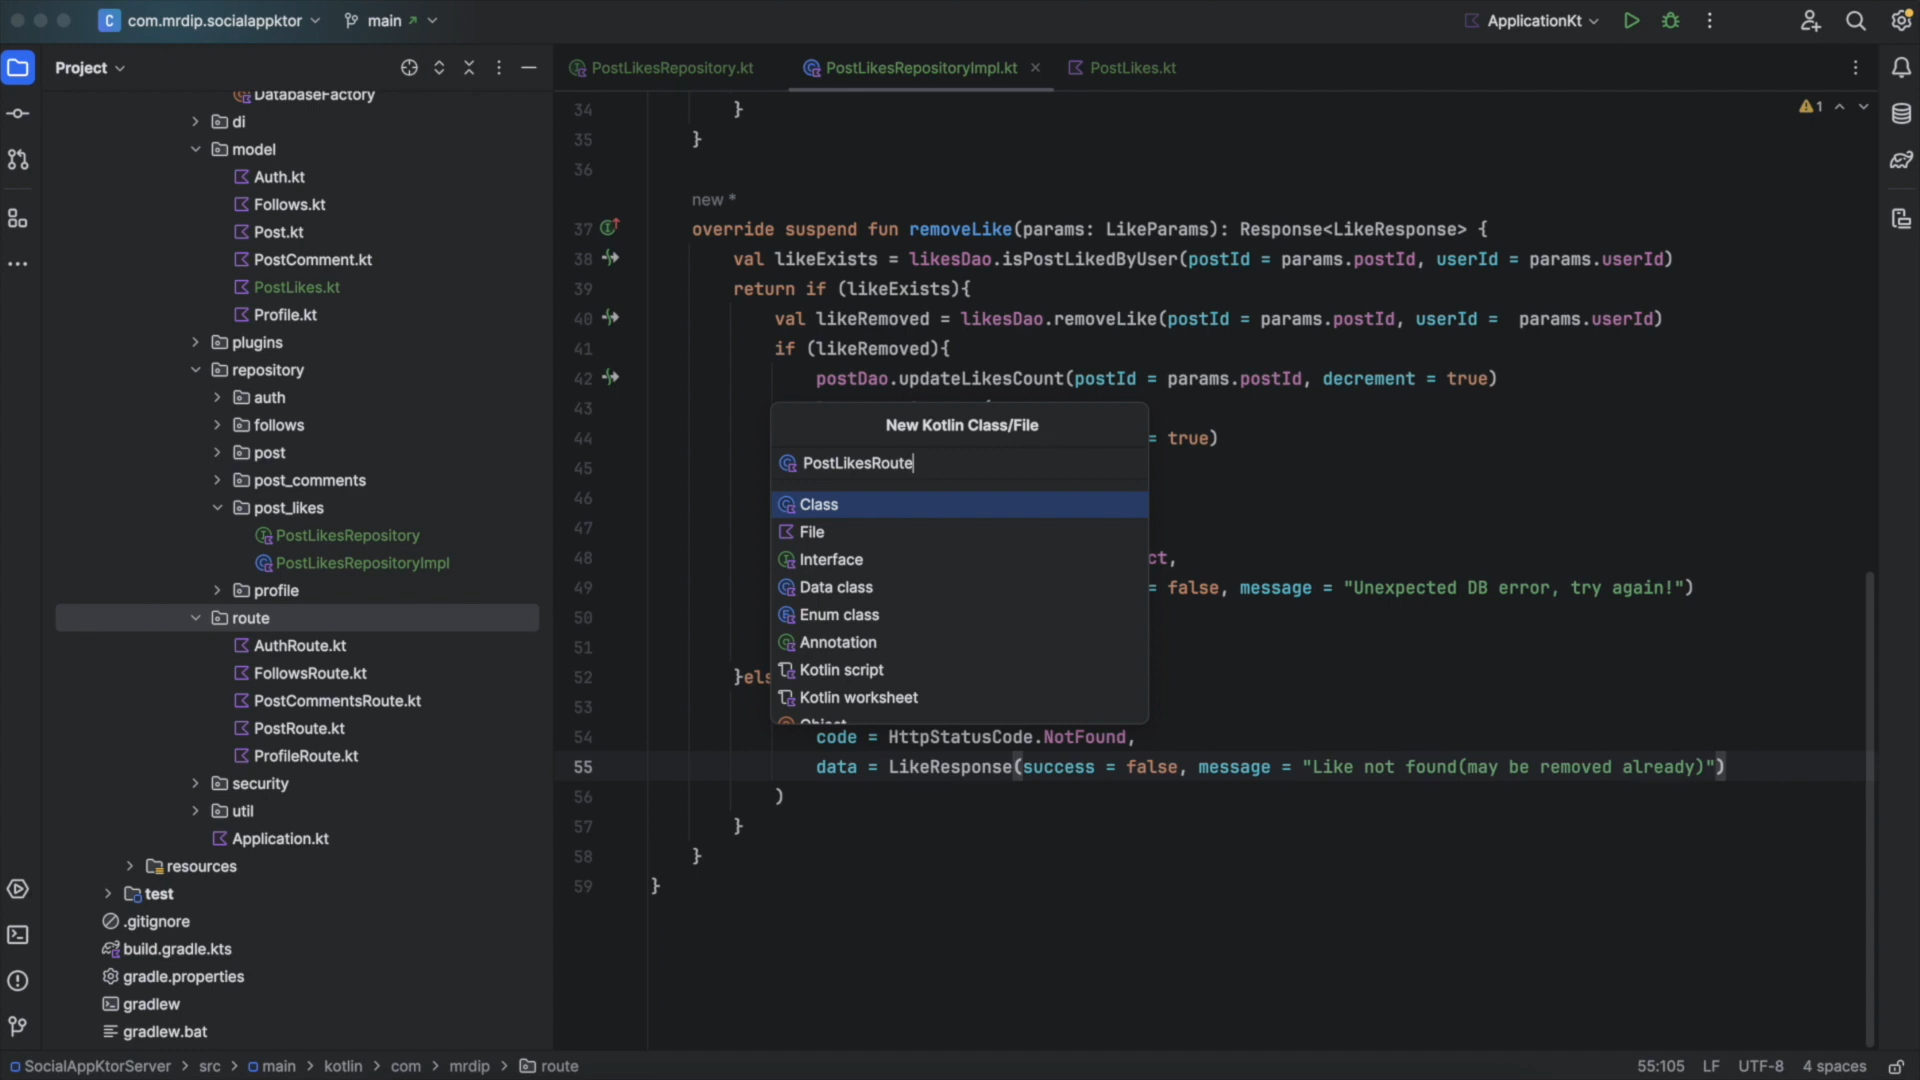 C com.mrdip.socialappktor main
ApplicationKt
Project
PostLikesRepository.kt PostLikesRepositoryImpl.kt PostLikes.kt
DatabaseFactory
di
model
Auth.kt
Follows.kt
Post.kt
PostComment.kt
PostLikes.kt
Profile.kt
plugins
repository
auth
follows
post
post_comments
post_likes
PostLikesRepository
PostLikesRepositoryImpl
profile
route
AuthRoute.kt
FollowsRoute.kt
PostCommentsRoute.kt
PostRoute.kt
ProfileRoute.kt
security
util
Application.kt
resources
test
.gitignore
build.gradle.kts
gradle.properties
gradlew
gradlew.bat
1
34 }
35 }
36
new *
37 override suspend fun removeLike(params: LikeParams): Response<LikeResponse> {
38 val likeExists = likesDao.isPostLikedByUser(postId = params.postId, userId = params.userId)
39 return if (likeExists){
40 val likeRemoved = likesDao.removeLike(postId = params.postId, userId = params.userId)
41 if (likeRemoved){
42 postDao.updateLikesCount(postId = params.postId, decrement = true)
43
44 = true)
45
46
47
48 ct,
49 = false, message = "Unexpected DB error, try again!")
50
51
52 }els
53
54 code = HttpStatusCode.NotFound,
55 data = LikeResponse(success = false, message = "Like not found(may be removed already)")
56 )
57 }
58 }
59 }
New Kotlin Class/File
PostLikesRoute
Class
File
Interface
Data class
Enum class
Annotation
Kotlin script
Kotlin worksheet
Object
SocialAppKtorServer > src > main > kotlin > com > mrdip > route
55:105 LF UTF-8 4 spaces